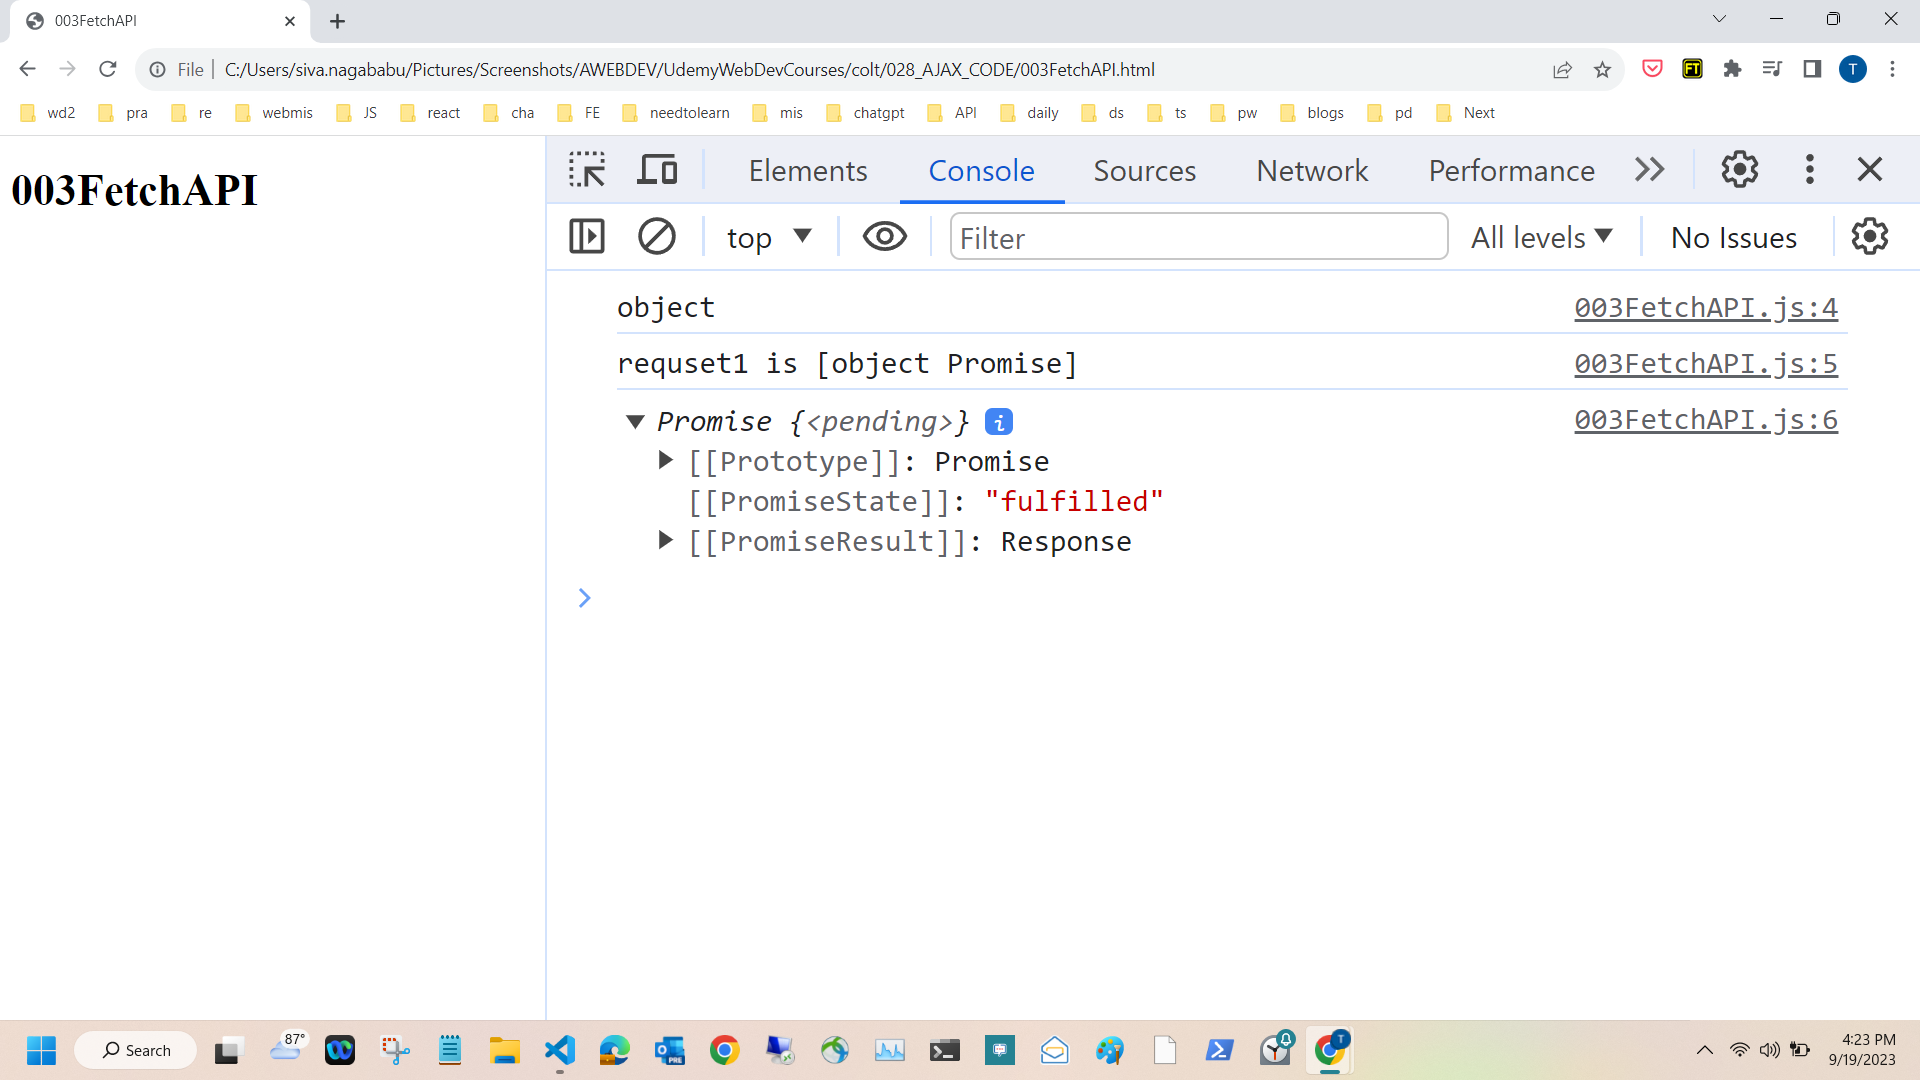 003FetchAPI
File C:/Users/siva.nagababu/Pictures/Screenshots/AWEBDEV/UdemyWebDevCourses/colt/028_AJAX_CODE/003FetchAPI.html
FT
T
wd2 pra re webmis JS react cha FE needtolearn mis chatgpt API daily ds ts pw blogs pd Next
003FetchAPI
Elements Console Sources Network Performance
top Filter All levels No Issues
object 003FetchAPI.js:4
requset1 is [object Promise] 003FetchAPI.js:5
Promise {<pending>} i 003FetchAPI.js:6
[[Prototype]]: Promise
[[PromiseState]]: "fulfilled"
[[PromiseResult]]: Response
Search
87°
PRE
T
4:23 PM
9/19/2023